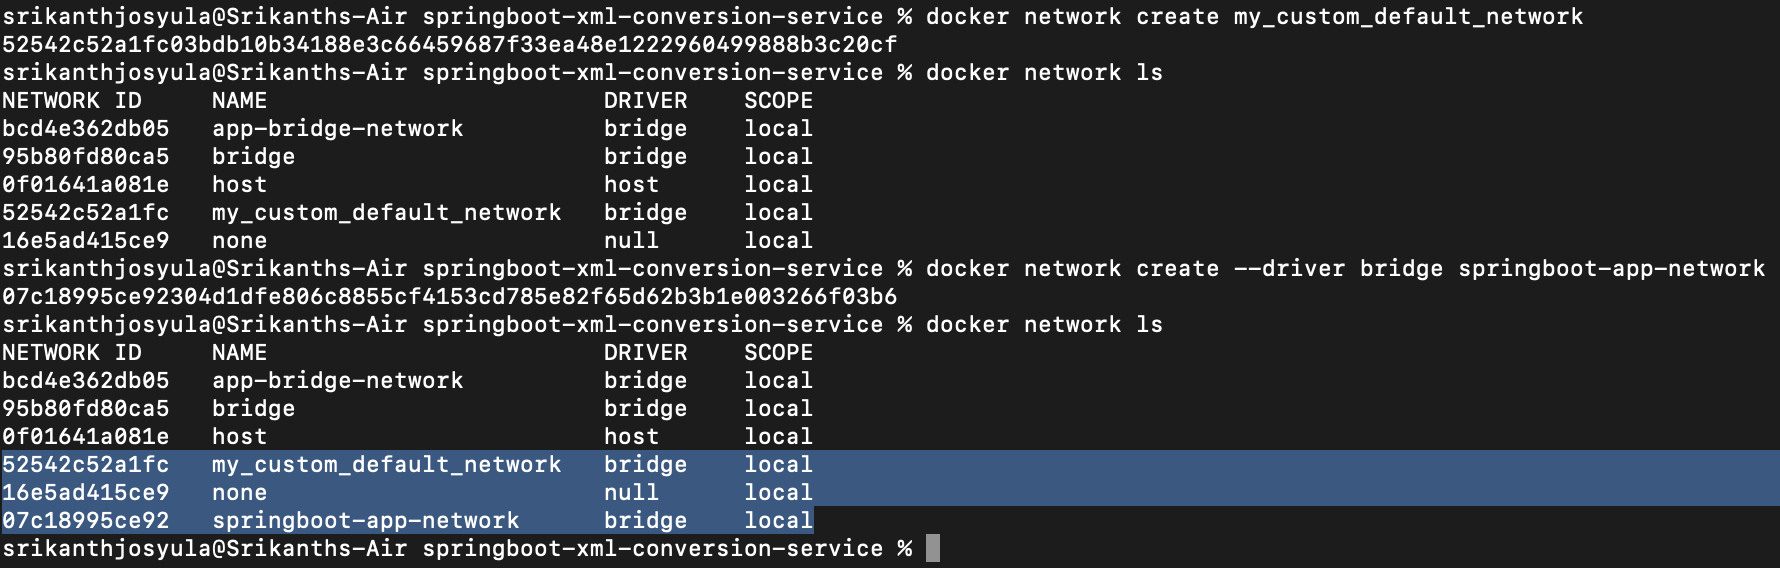 srikanthjosyula@Srikanths-Air springboot-xml-conversion-service % docker network create my_custom_default_network
52542c52a1fc03bdb10b34188e3c66459687f33ea48e1222960499888b3c20cf
srikanthjosyula@Srikanths-Air springboot-xml-conversion-service % docker network ls
NETWORK ID     NAME                        DRIVER    SCOPE
bcd4e362db05   app-bridge-network          bridge    local
95b80fd80ca5   bridge                      bridge    local
0f01641a081e   host                        host      local
52542c52a1fc   my_custom_default_network   bridge    local
16e5ad415ce9   none                        null      local
srikanthjosyula@Srikanths-Air springboot-xml-conversion-service % docker network create --driver bridge springboot-app-network
07c18995ce92304d1dfe806c8855cf4153cd785e82f65d62b3b1e003266f03b6
srikanthjosyula@Srikanths-Air springboot-xml-conversion-service % docker network ls
NETWORK ID     NAME                        DRIVER    SCOPE
bcd4e362db05   app-bridge-network          bridge    local
95b80fd80ca5   bridge                      bridge    local
0f01641a081e   host                        host      local
52542c52a1fc   my_custom_default_network   bridge    local
16e5ad415ce9   none                        null      local
07c18995ce92   springboot-app-network      bridge    local
srikanthjosyula@Srikanths-Air springboot-xml-conversion-service %